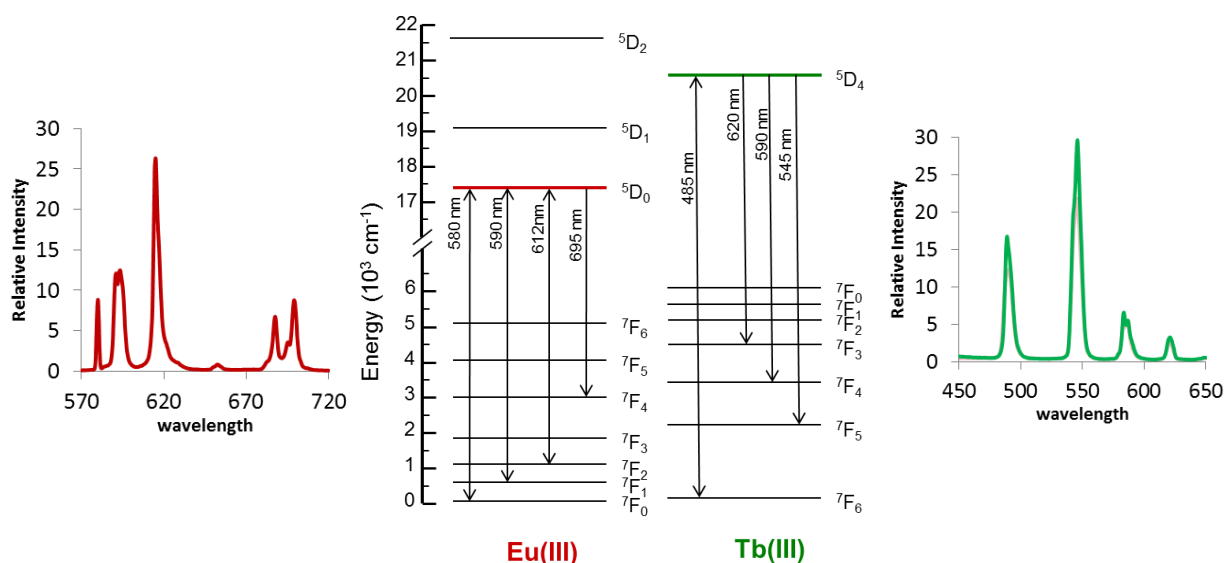 30
25
20
15
10
5
0
570 620 670 720
Relative Intensity
wavelength
22
21
20
19
18
17
6
5
4
3
2
1
0
Energy (10³ cm⁻¹)
⁵D₂
⁵D₁
⁵D₀
580 nm
590 nm
612nm
695 nm
⁷F₆
⁷F₅
⁷F₄
⁷F₃
⁷F₂
⁷F₁
⁷F₀
Eu(III)
⁵D₄
485 nm
620 nm
590 nm
545 nm
⁷F₀
⁷F₁
⁷F₂
⁷F₃
⁷F₄
⁷F₅
⁷F₆
Tb(III)
30
25
20
15
10
5
0
450 500 550 600 650
Relative Intensity
wavelength